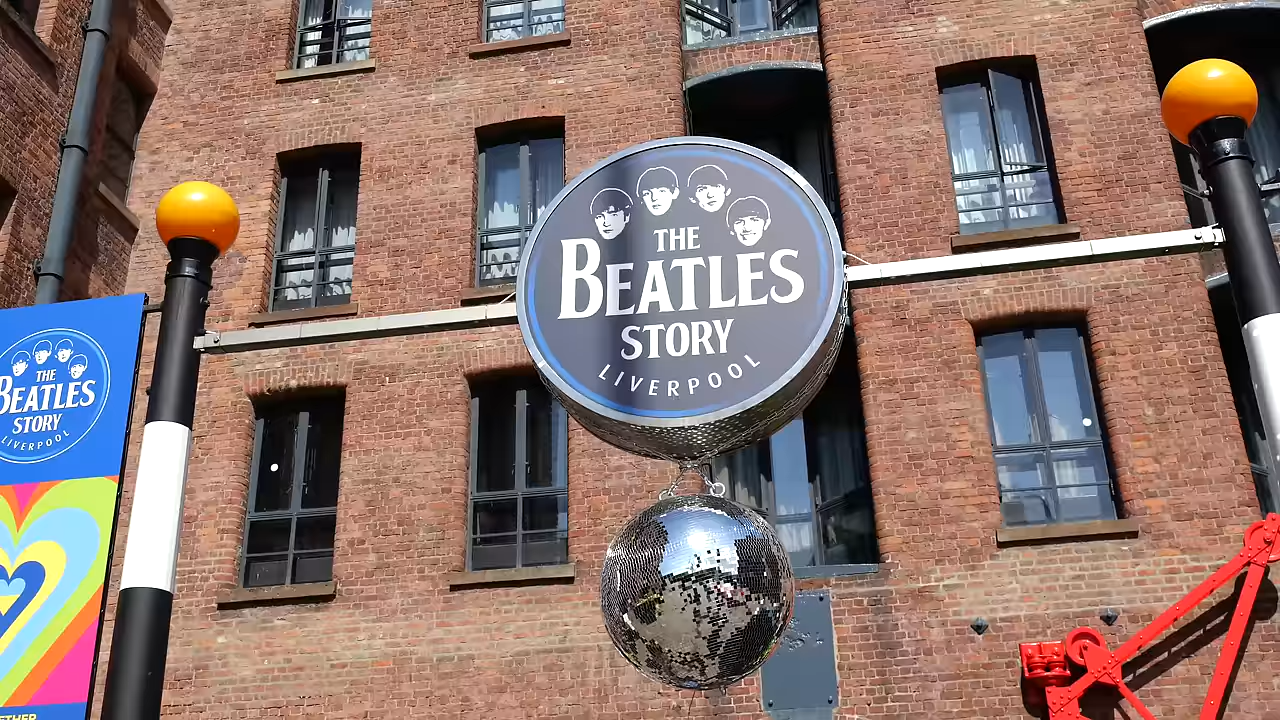 THE
BEATLES
STORY
LIVERPOOL
THE
BEATLES
STORY
LIVERPOOL